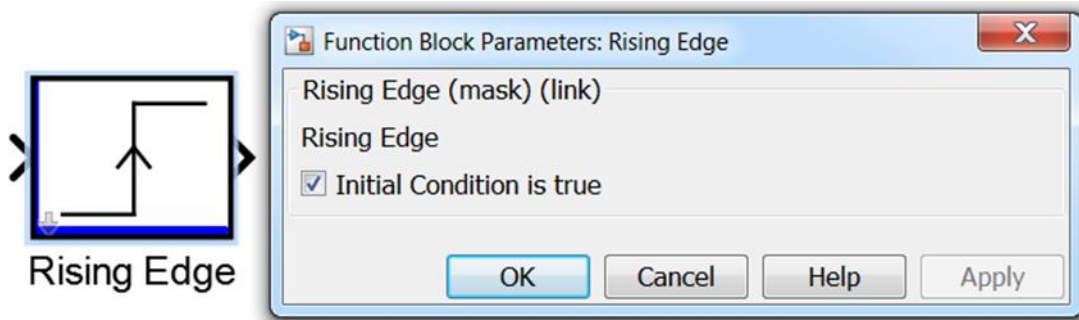 Function Block Parameters: Rising Edge
Rising Edge (mask) (link)
Rising Edge
Initial Condition is true
OK Cancel Help Apply
Rising Edge